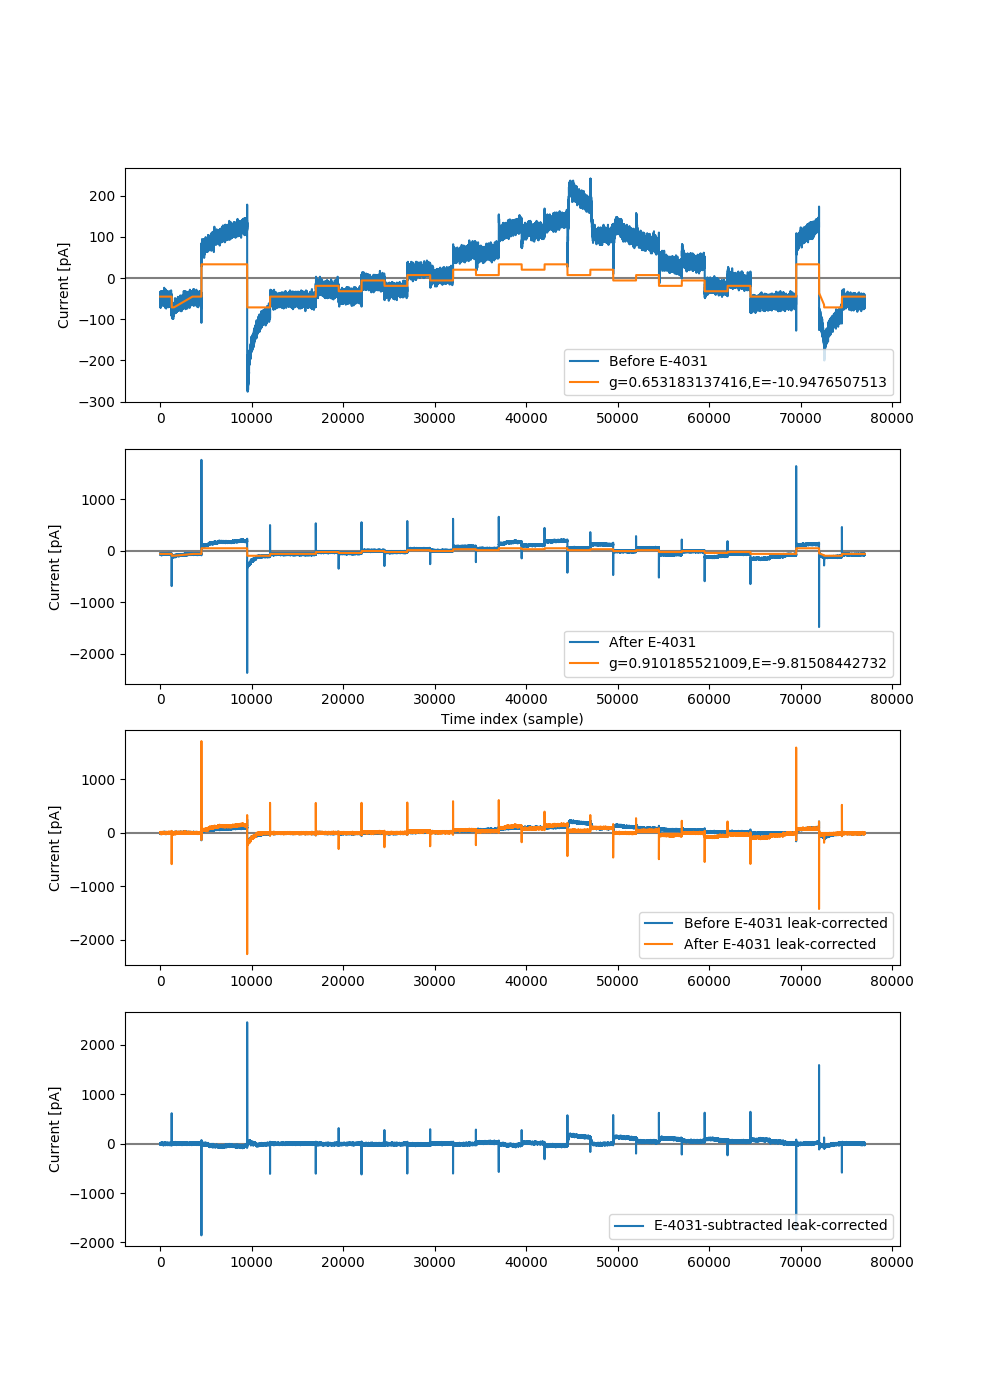 200
100
0
−100
−200
−300
Current [pA]
Before E-4031
g=0.653183137416,E=-10.9476507513
0 10000 20000 30000 40000 50000 60000 70000 80000
1000
0
−1000
−2000
Current [pA]
After E-4031
g=0.910185521009,E=-9.81508442732
0 10000 20000 30000 40000 50000 60000 70000 80000
Time index (sample)
1000
0
−1000
−2000
Current [pA]
Before E-4031 leak-corrected
After E-4031 leak-corrected
0 10000 20000 30000 40000 50000 60000 70000 80000
2000
1000
0
−1000
−2000
Current [pA]
E-4031-subtracted leak-corrected
0 10000 20000 30000 40000 50000 60000 70000 80000